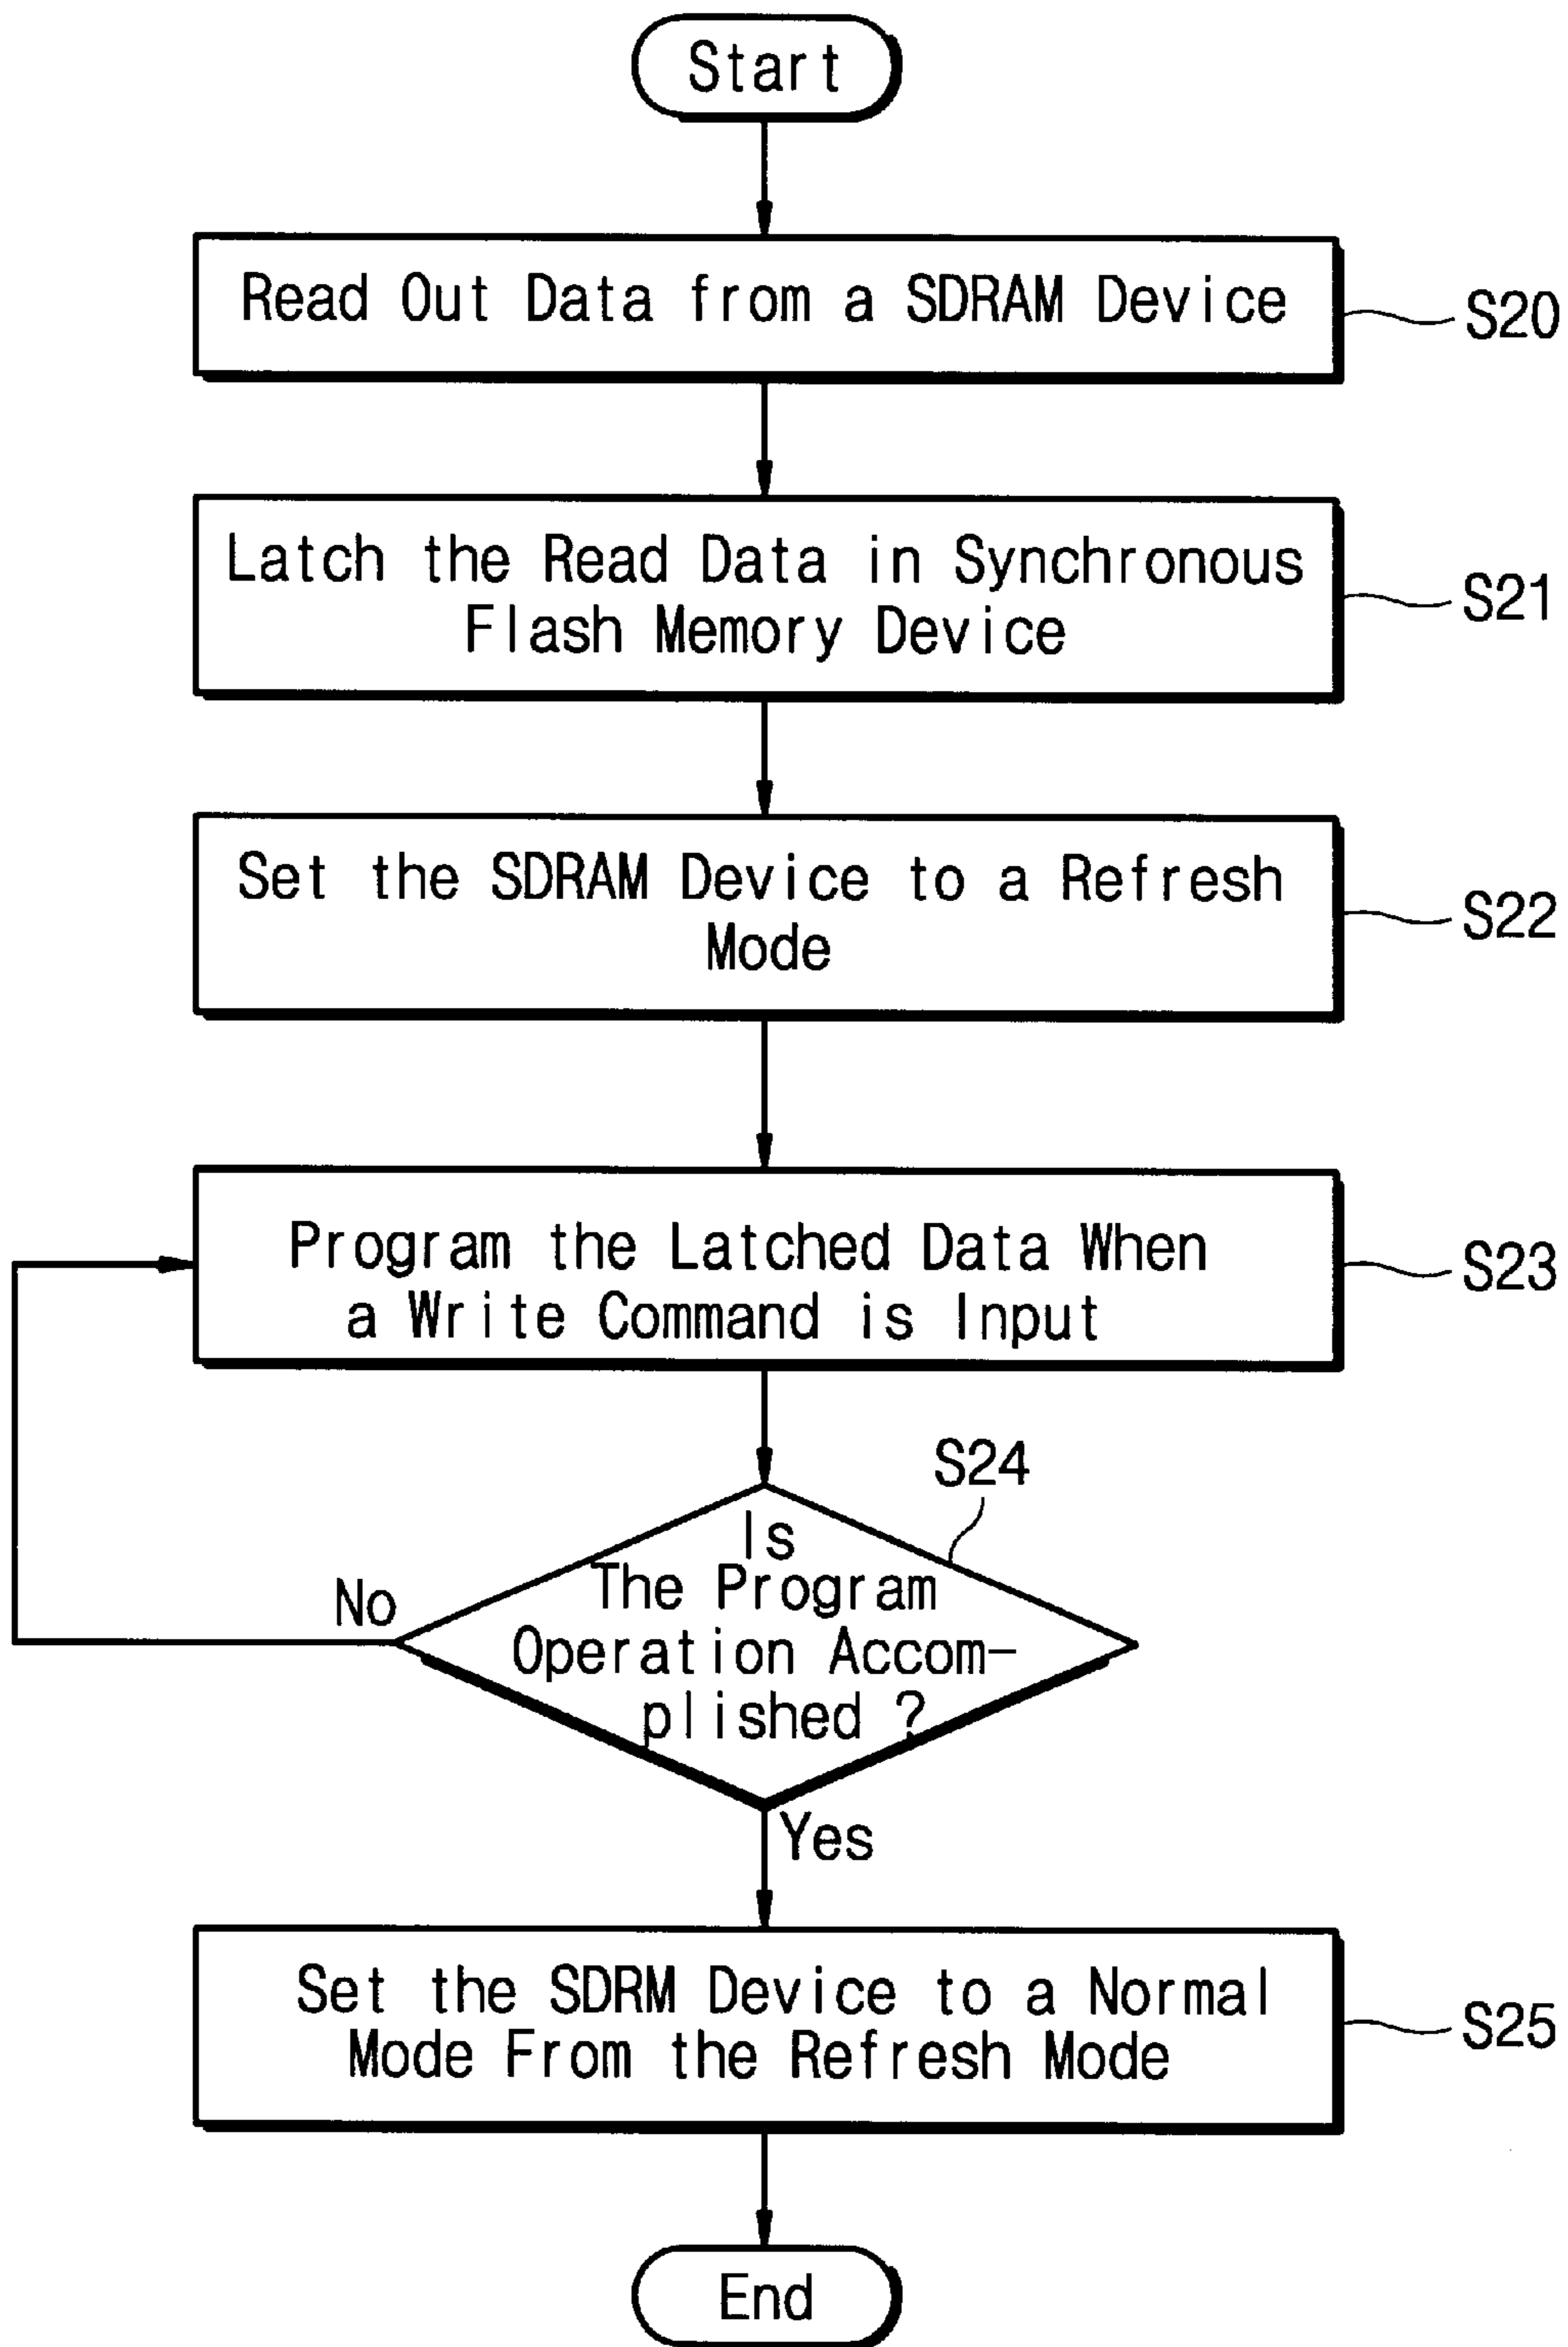 Start
Read Out Data from a SDRAM Device
S20
Latch the Read Data in Synchronous
Flash Memory Device
S21
Set the SDRAM Device to a Refresh
Mode
S22
Program the Latched Data When
a Write Command is Input
S23
S24
Is
The Program
Operation Accom-
plished ?
No
Yes
Set the SDRM Device to a Normal
Mode From the Refresh Mode
S25
End